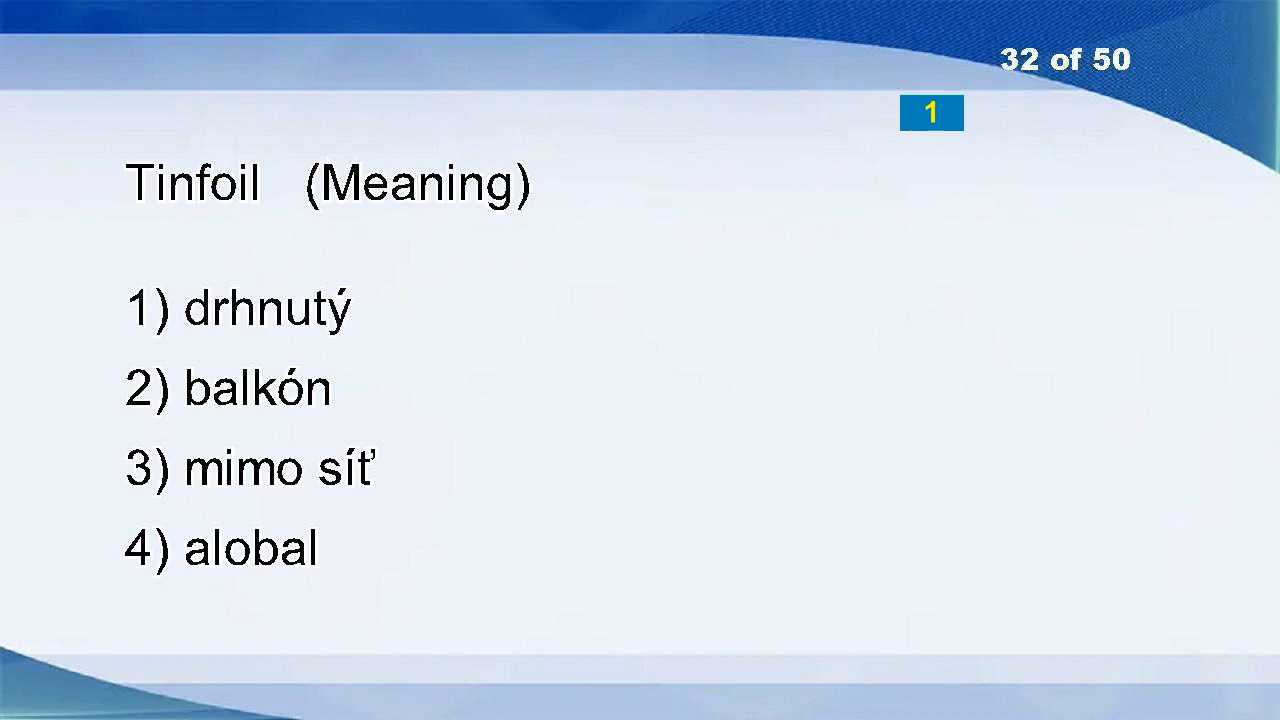 32 of 50
1
Tinfoil (Meaning)
1) drhnutý
2) balkón
3) mimo síť
4) alobal